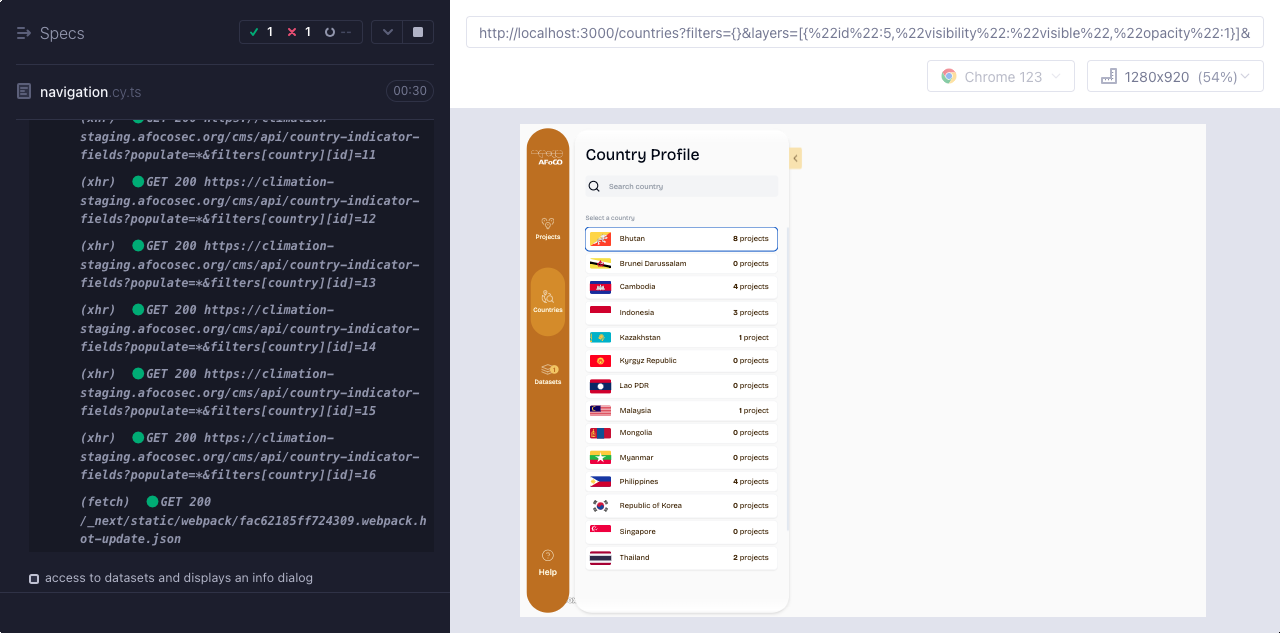 Specs
1
1
--
navigation.cy.ts
00:30
(xhr) GET 200 https://climation-
staging.afocosec.org/cms/api/country-indicator-
fields?populate=*&filters[country][id]=11
(xhr) GET 200 https://climation-
staging.afocosec.org/cms/api/country-indicator-
fields?populate=*&filters[country][id]=12
(xhr) GET 200 https://climation-
staging.afocosec.org/cms/api/country-indicator-
fields?populate=*&filters[country][id]=13
(xhr) GET 200 https://climation-
staging.afocosec.org/cms/api/country-indicator-
fields?populate=*&filters[country][id]=14
(xhr) GET 200 https://climation-
staging.afocosec.org/cms/api/country-indicator-
fields?populate=*&filters[country][id]=15
(xhr) GET 200 https://climation-
staging.afocosec.org/cms/api/country-indicator-
fields?populate=*&filters[country][id]=16
(fetch) GET 200
/_next/static/webpack/fac62185ff724309.webpack.h
ot-update.json
access to datasets and displays an info dialog
http://localhost:3000/countries?filters={}&layers=[{%22id%22:5,%22visibility%22:%22visible%22,%22opacity%22:1}]&
Chrome 123
1280x920 (54%)
AFoCO
Projects
Countries
1
Datasets
Help
Country Profile
Search country
Select a country
Bhutan 8 projects
Brunei Darussalam 0 projects
Cambodia 4 projects
Indonesia 3 projects
Kazakhstan 1 project
Kyrgyz Republic 0 projects
Lao PDR 0 projects
Malaysia 1 project
Mongolia 0 projects
Myanmar 0 projects
Philippines 4 projects
Republic of Korea 0 projects
Singapore 0 projects
Thailand 2 projects